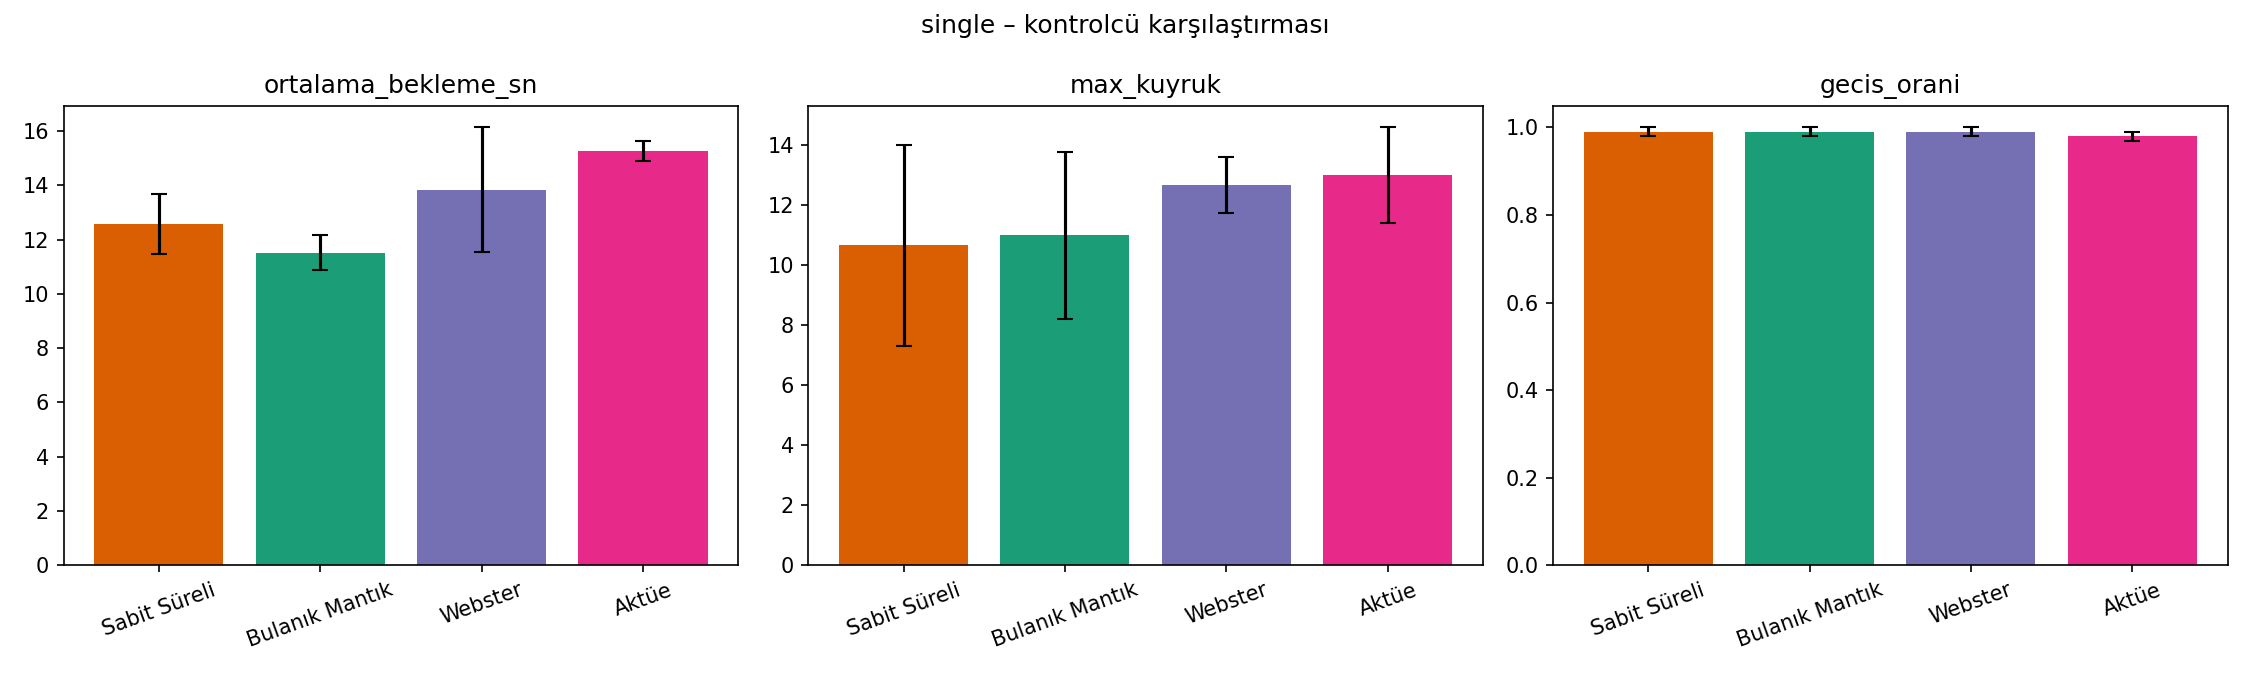 single – kontrolcü karşılaştırması
ortalama_bekleme_sn
16
14
12
10
8
6
4
2
0
Sabit Süreli
Bulanık Mantık
Webster
Aktüe
max_kuyruk
14
12
10
8
6
4
2
0
Sabit Süreli
Bulanık Mantık
Webster
Aktüe
gecis_orani
1.0
0.8
0.6
0.4
0.2
0.0
Sabit Süreli
Bulanık Mantık
Webster
Aktüe